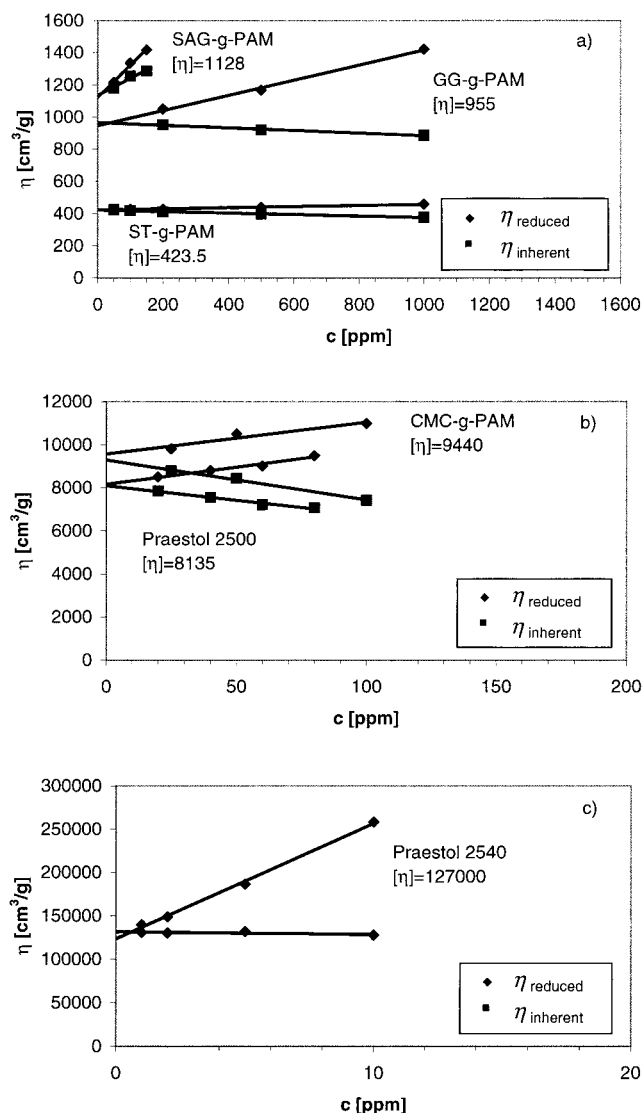 a)
1600
1400
1200
1000
800
600
400
200
0
η [cm³/g]
SAG-g-PAM
[η]=1128
GG-g-PAM
[η]=955
ST-g-PAM
[η]=423.5
η reduced
η inherent
0 200 400 600 800 1000 1200 1400 1600
c [ppm]
b)
12000
10000
8000
6000
4000
2000
0
η [cm³/g]
CMC-g-PAM
[η]=9440
Praestol 2500
[η]=8135
η reduced
η inherent
0 50 100 150 200
c [ppm]
c)
300000
250000
200000
150000
100000
50000
0
η [cm³/g]
Praestol 2540
[η]=127000
η reduced
η inherent
0 10 20
c [ppm]